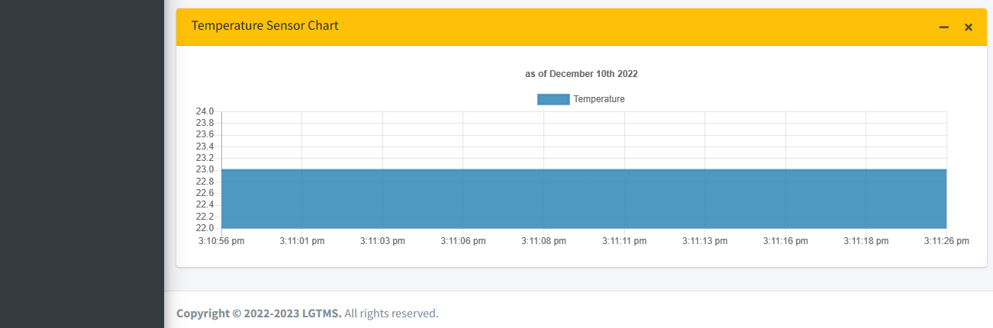 Temperature Sensor Chart
as of December 10th 2022
Temperature
24.0
23.8
23.6
23.4
23.2
23.0
22.8
22.6
22.4
22.2
22.0
3:10:56 pm 3:11:01 pm 3:11:03 pm 3:11:06 pm 3:11:08 pm 3:11:11 pm 3:11:13 pm 3:11:16 pm 3:11:18 pm 3:11:26 pm
Copyright © 2022-2023 LGTMS. All rights reserved.